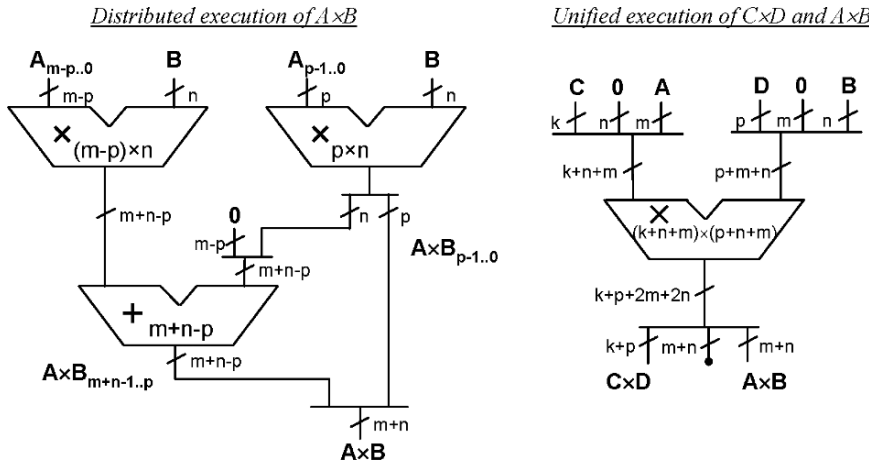 Distributed execution of A×B
Unified execution of C×D and A×B
A m-p..0 B
m-p n
× (m-p)×n
A p-1..0 B
p n
× p×n
m+n-p
n p
0
m-p
m+n-p
A×B p-1..0
+ m+n-p
m+n-p
A×B m+n-1..p
m+n
A×B
C 0 A
k n m
k+n+m
D 0 B
p m n
p+m+n
×
(k+n+m)×(p+n+m)
k+p+2m+2n
k+p m+n m+n
C×D A×B